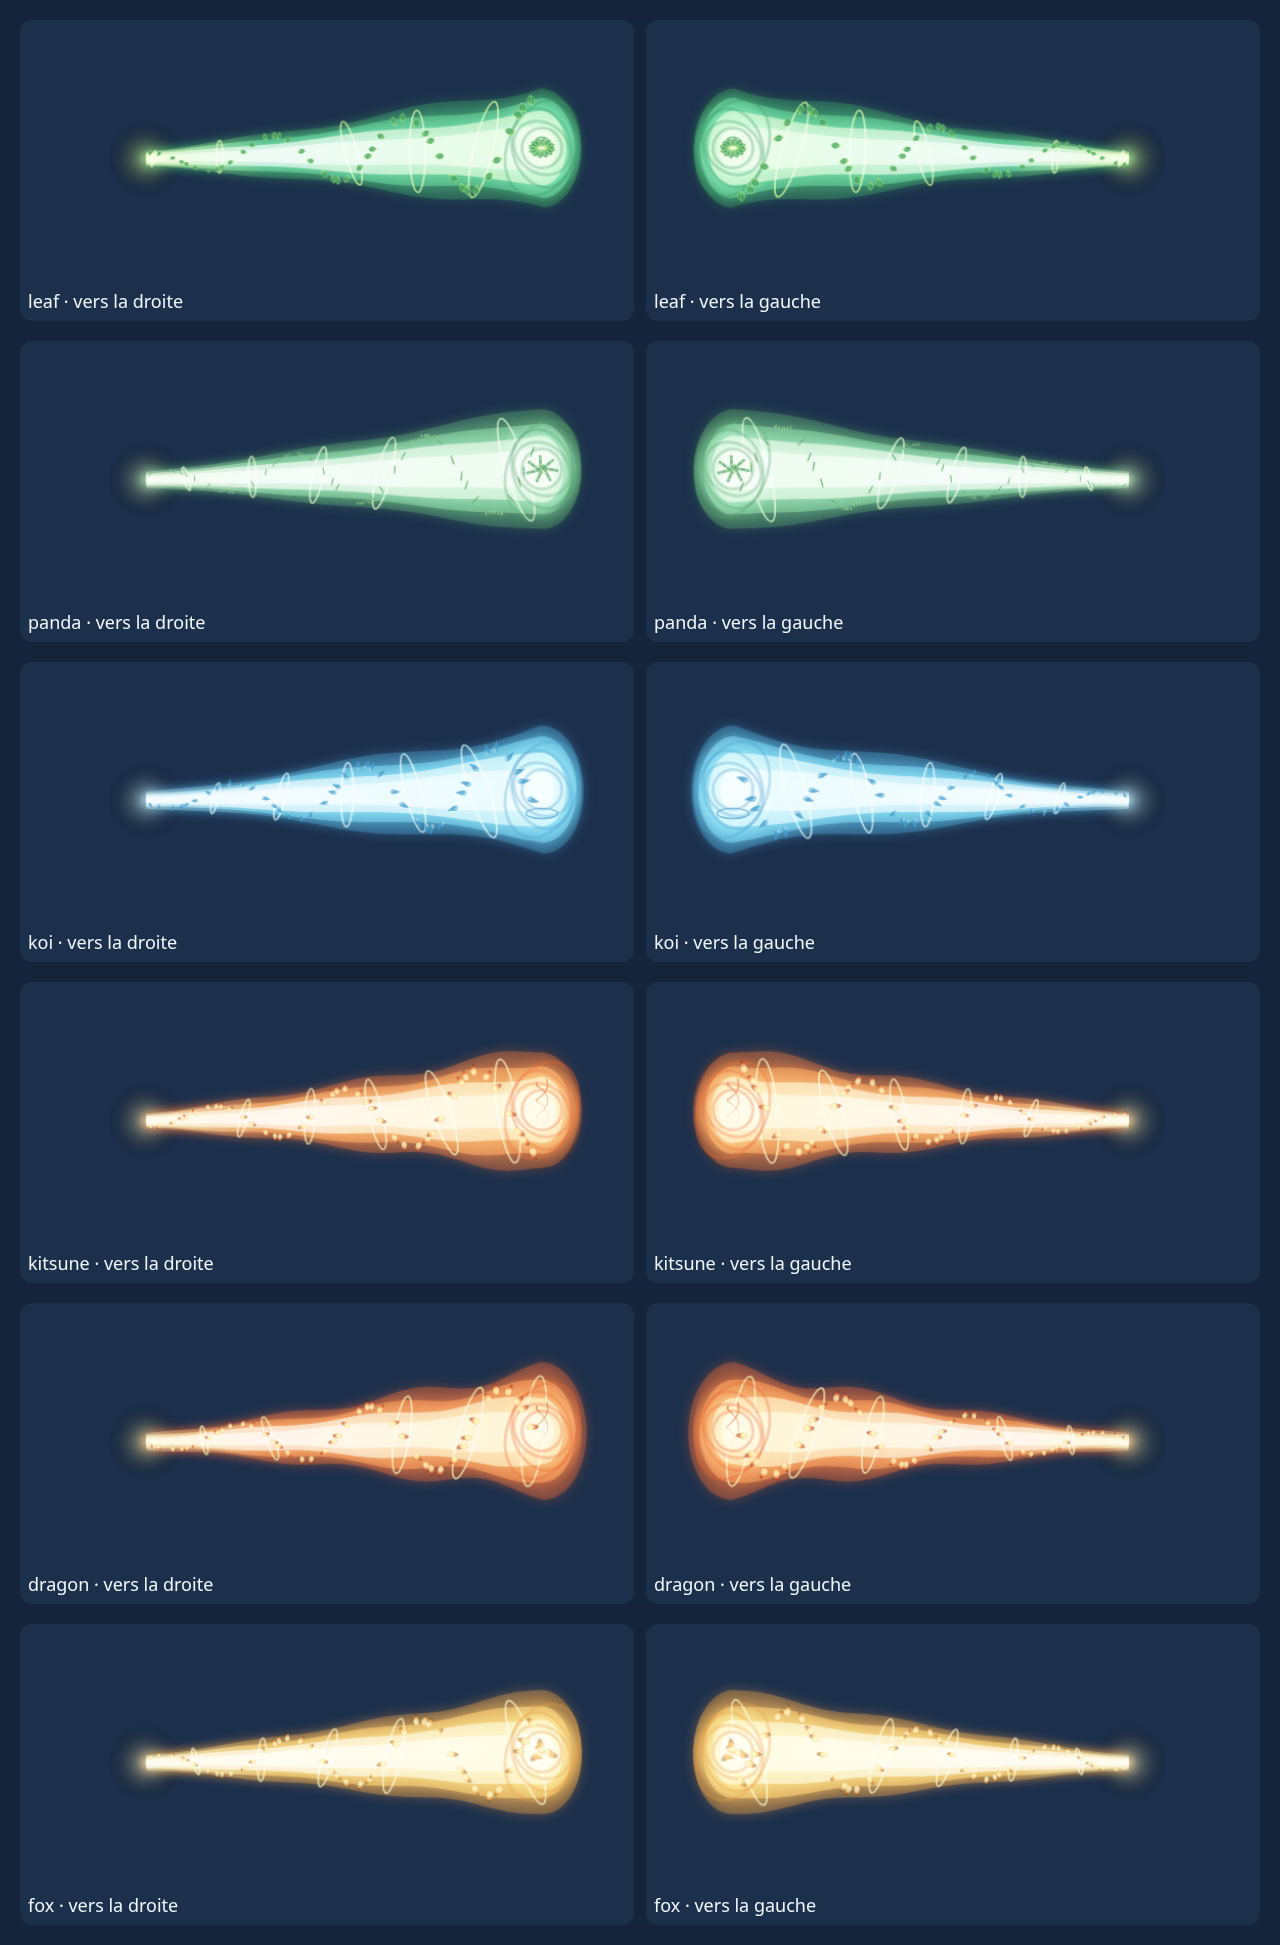 leaf · vers la droite
leaf · vers la gauche
panda · vers la droite
panda · vers la gauche
koi · vers la droite
koi · vers la gauche
kitsune · vers la droite
kitsune · vers la gauche
dragon · vers la droite
dragon · vers la gauche
fox · vers la droite
fox · vers la gauche